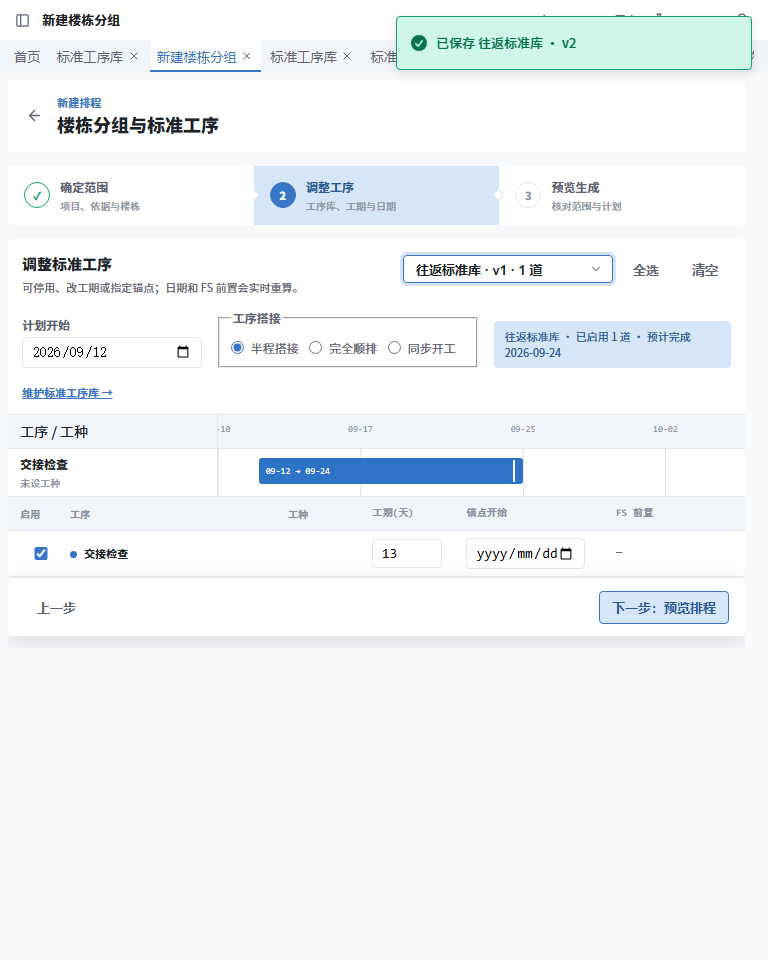 新建楼栋分组
已保存 往返标准库 • v2
首页
标准工序库 ×
新建楼栋分组 ×
标准工序库 ×
标准
新建排程
楼栋分组与标准工序
✓
确定范围
项目、依据与楼栋
2
调整工序
工序库、工期与日期
3
预览生成
核对范围与计划
调整标准工序
可停用、改工期或指定锚点；日期和 FS 前置会实时重算。
往返标准库 · v1 · 1 道
全选
清空
计划开始
2026/09/12
工序搭接
半程搭接
完全顺排
同步开工
往返标准库 • 已启用 1 道 • 预计完成
2026-09-24
维护标准工序库 →
工序 / 工种
-10
09-17
09-25
10-02
交接检查
未设工种
09-12 → 09-24
启用
工序
工种
工期(天)
锚点开始
FS 前置
交接检查
13
yyyy/mm/dd
—
上一步
下一步：预览排程